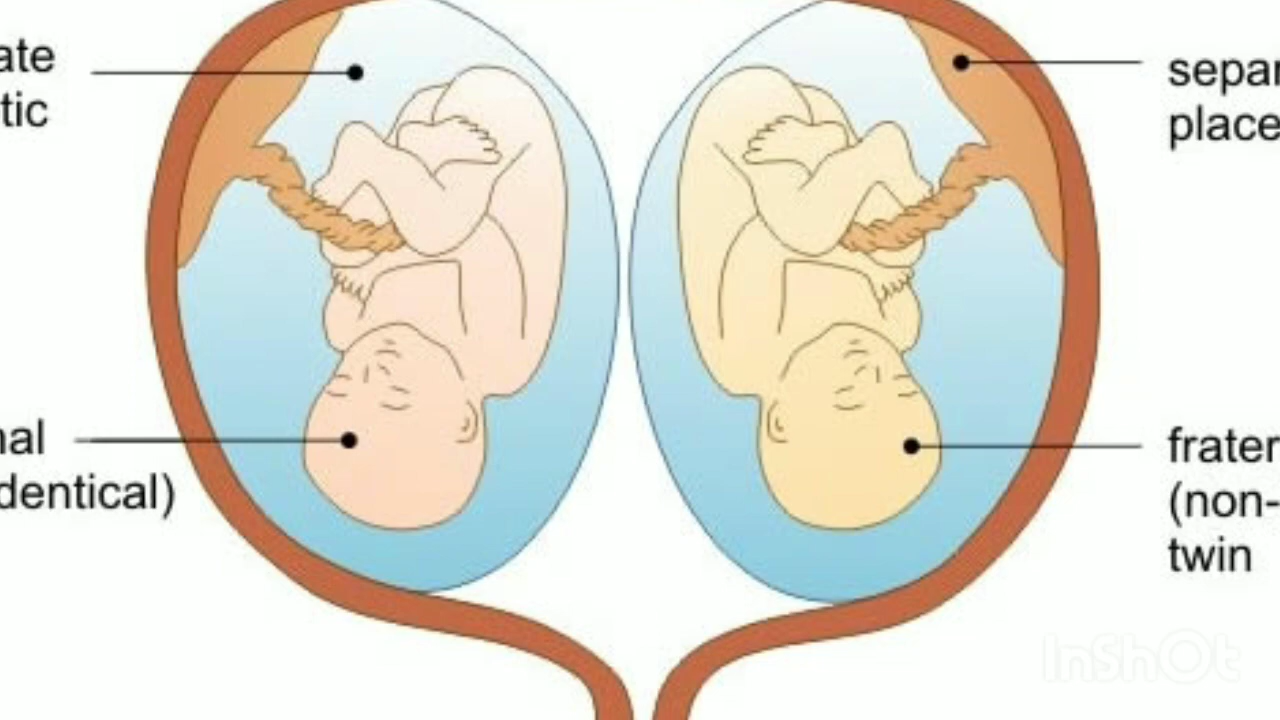 ate
tic
separ
place
nal
dentical)
frater
(non-
twin
InShOt